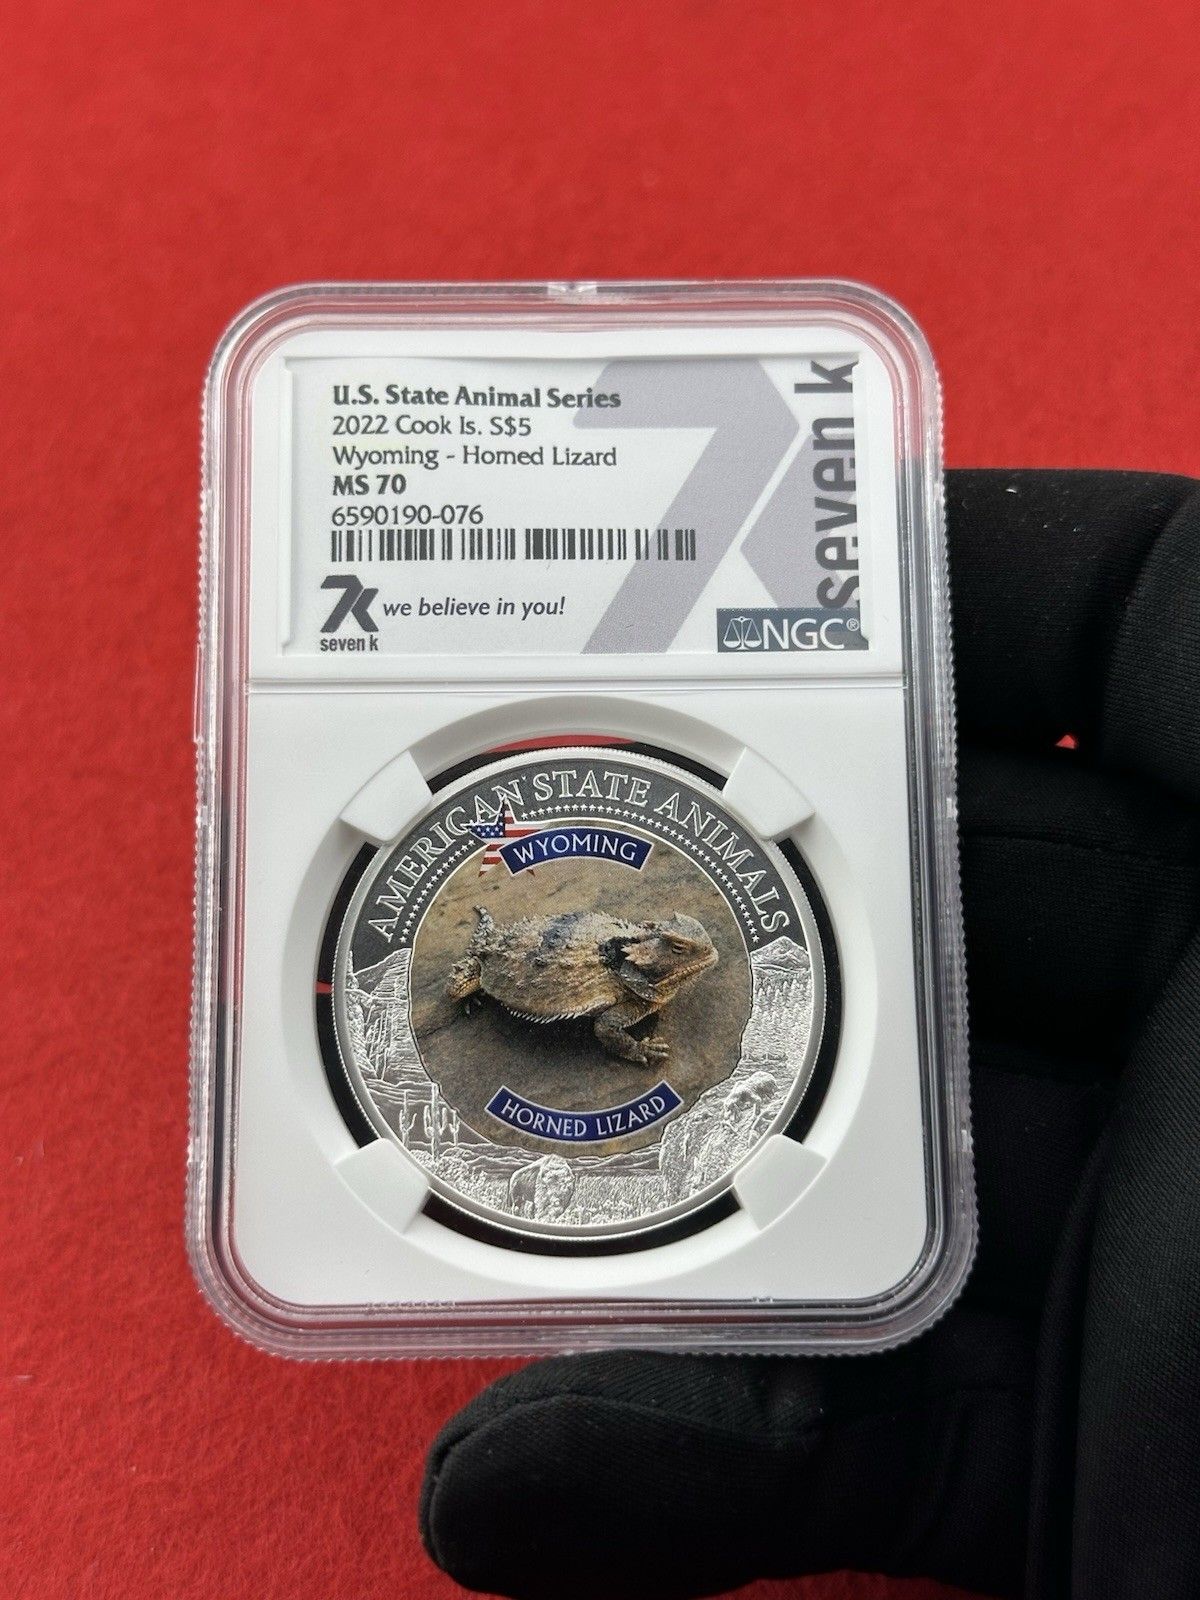 U.S. State Animal Series
2022 Cook Is. S$5
Wyoming - Horned Lizard
MS 70
6590190-076
7k
seven k
we believe in you!
7k
seven k
NGC®
AMERICAN STATE ANIMALS
WYOMING
HORNED LIZARD